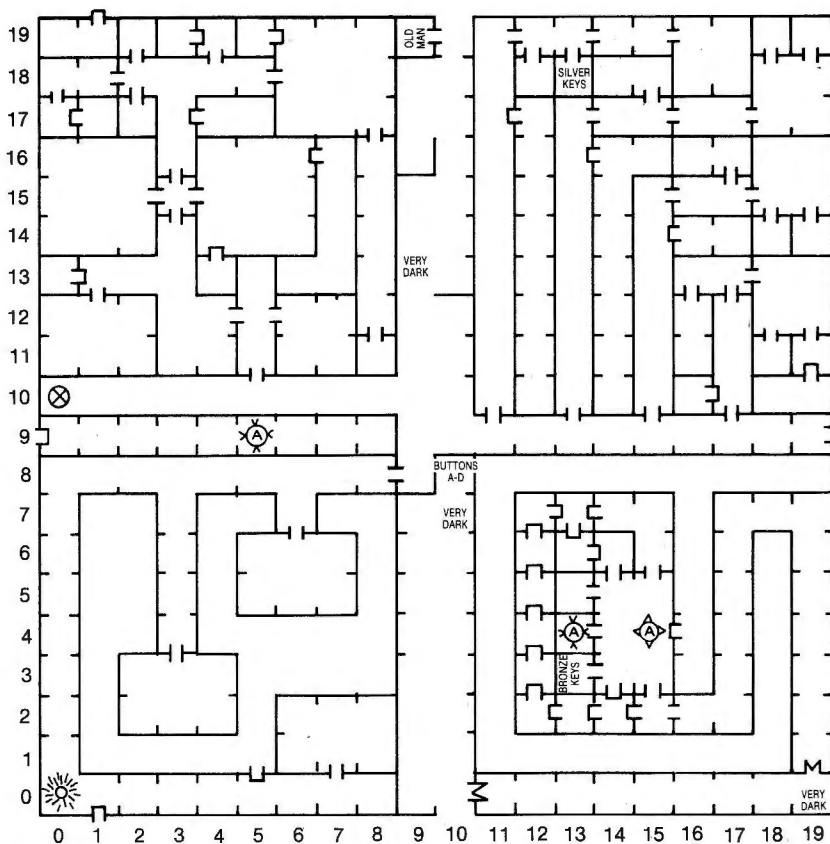 19
OLD
MAN
18
SILVER
KEYS
17
16
15
14
13
VERY
DARK
12
11
10
9
A
8
BUTTONS
A-D
7
VERY
DARK
6
5
4
A
A
3
BRONZE
KEYS
2
1
0
VERY
DARK
0 1 2 3 4 5 6 7 8 9 10 11 12 13 14 15 16 17 18 19